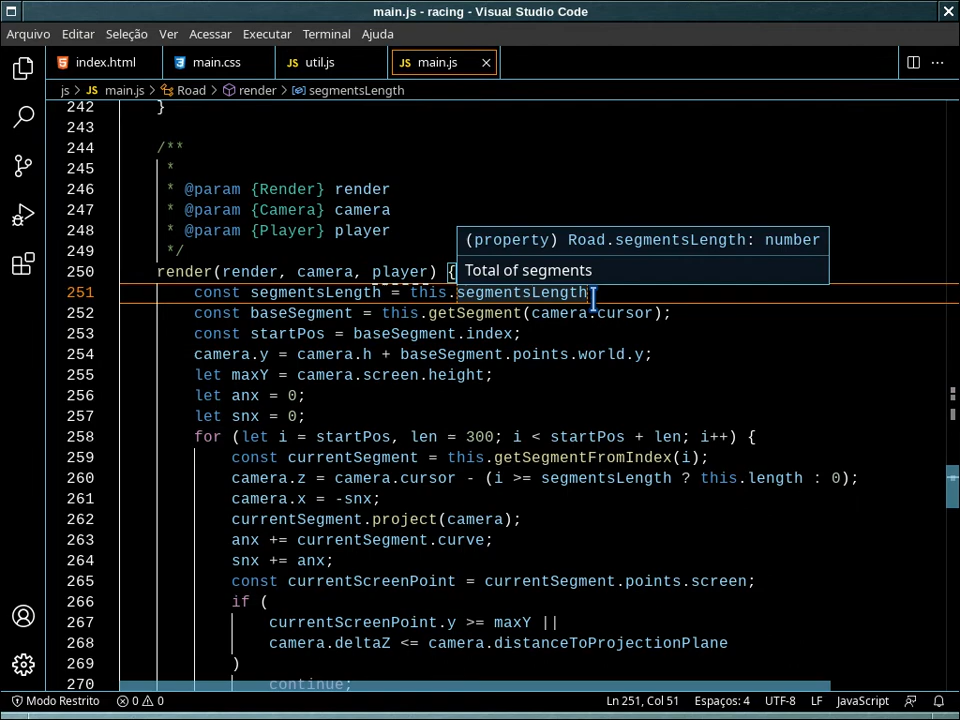 main.js - racing - Visual Studio Code
Arquivo Editar Seleção Ver Acessar Executar Terminal Ajuda
index.html main.css JS util.js JS main.js
js > JS main.js > Road > render > segmentsLength
242 }
243
244 /**
245 *
246 * @param {Render} render
247 * @param {Camera} camera
248 * @param {Player} player
249 */
(property) Road.segmentsLength: number
Total of segments
250 render(render, camera, player) {
251 const segmentsLength = this.segmentsLength
252 const baseSegment = this.getSegment(camera.cursor);
253 const startPos = baseSegment.index;
254 camera.y = camera.h + baseSegment.points.world.y;
255 let maxY = camera.screen.height;
256 let anx = 0;
257 let snx = 0;
258 for (let i = startPos, len = 300; i < startPos + len; i++) {
259 const currentSegment = this.getSegmentFromIndex(i);
260 camera.z = camera.cursor - (i >= segmentsLength ? this.length : 0);
261 camera.x = -snx;
262 currentSegment.project(camera);
263 anx += currentSegment.curve;
264 snx += anx;
265 const currentScreenPoint = currentSegment.points.screen;
266 if (
267 currentScreenPoint.y >= maxY ||
268 camera.deltaZ <= camera.distanceToProjectionPlane
269 )
270 continue;
Modo Restrito 0 0 Ln 251, Col 51 Espaços: 4 UTF-8 LF JavaScript